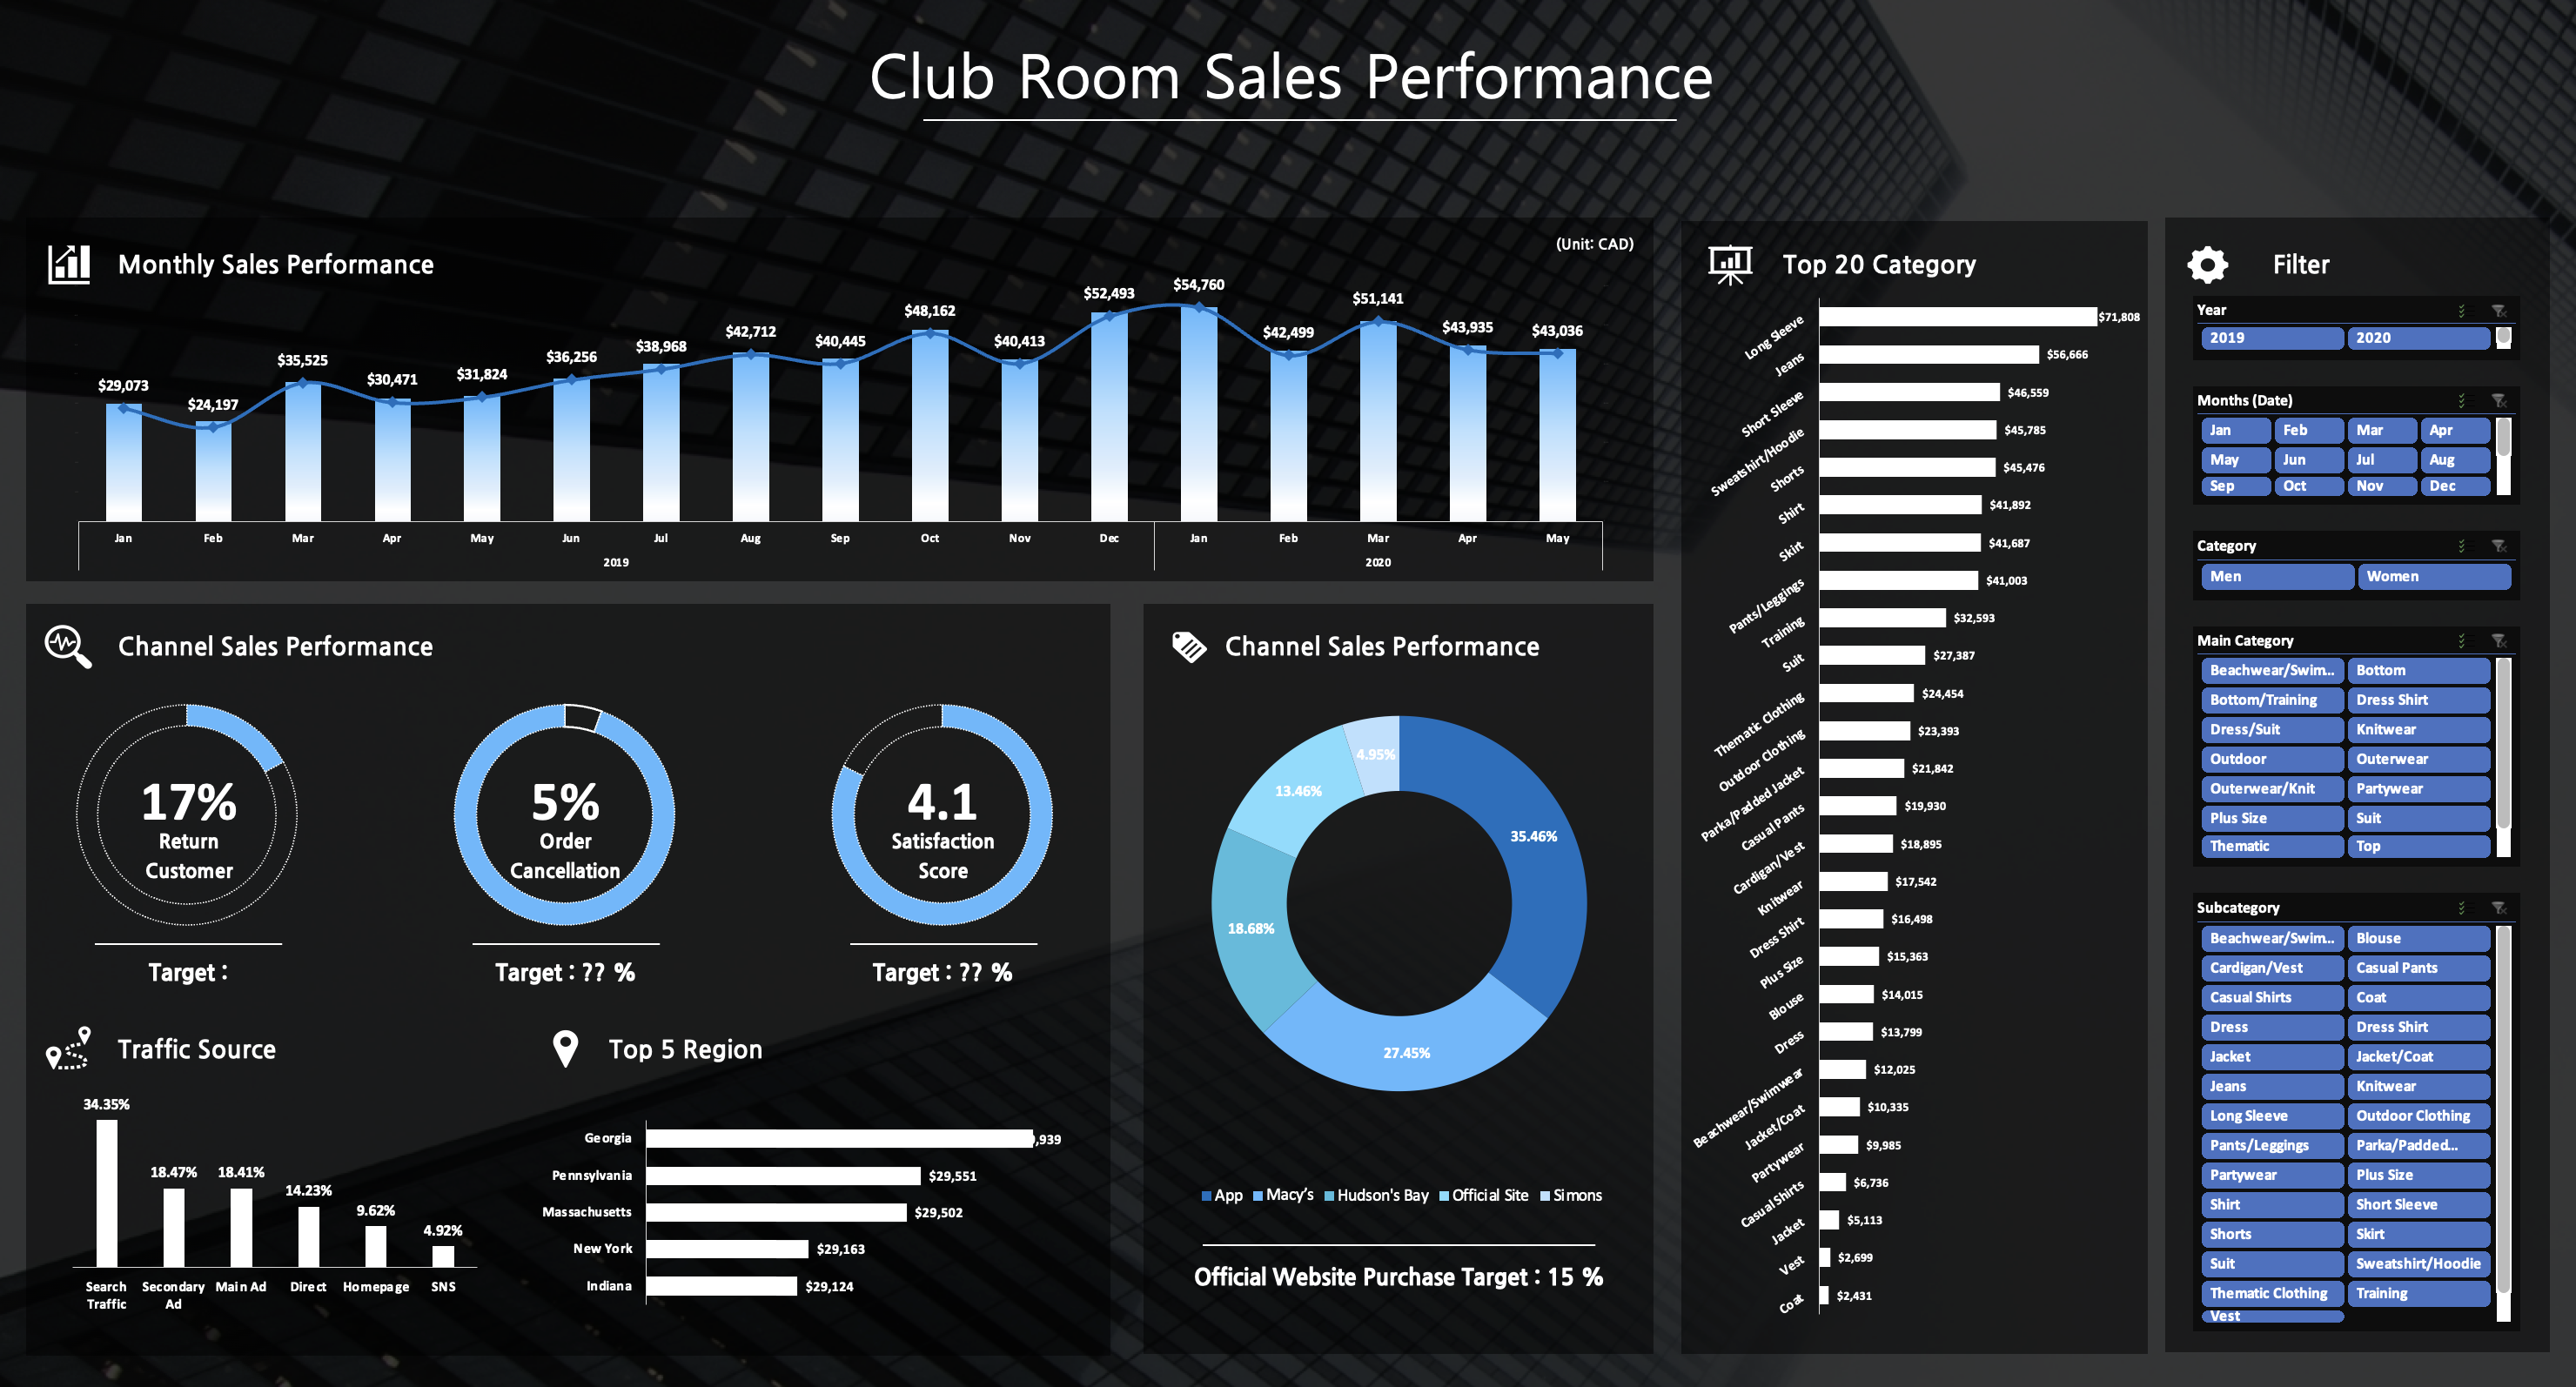 Club Room Sales Performance
Monthly Sales Performance
(Unit: CAD)
$29,073
$24,197
$35,525
$30,471
$31,824
$36,256
$38,968
$42,712
$40,445
$48,162
$40,413
$52,493
$54,760
$42,499
$51,141
$43,935
$43,036
Jan Feb Mar Apr May Jun Jul Aug Sep Oct Nov Dec Jan Feb Mar Apr May
2019 2020
Channel Sales Performance
17%
Return
Customer
Target :
5%
Order
Cancellation
Target : ?? %
4.1
Satisfaction
Score
Target : ?? %
Traffic Source
34.35%
18.47%
18.41%
14.23%
9.62%
4.92%
Search Traffic
Secondary Ad
Main Ad
Direct
Homepage
SNS
Top 5 Region
Georgia ,939
Pennsylvania $29,551
Massachusetts $29,502
New York $29,163
Indiana $29,124
Channel Sales Performance
35.46%
27.45%
18.68%
13.46%
4.95%
App Macy's Hudson's Bay Official Site Simons
Official Website Purchase Target : 15 %
Top 20 Category
Long Sleeve $71,808
Jeans $56,666
Short Sleeve $46,559
Sweatshirt/Hoodie $45,785
Shorts $45,476
Shirt $41,892
Skirt $41,687
Pants/Leggings $41,003
Training $32,593
Suit $27,387
Thematic Clothing $24,454
Outdoor Clothing $23,393
Parka/Padded Jacket $21,842
Casual Pants $19,930
Cardigan/Vest $18,895
Knitwear $17,542
Dress Shirt $16,498
Plus Size $15,363
Blouse $14,015
Dress $13,799
Beachwear/Swimwear $12,025
Jacket/Coat $10,335
Partywear $9,985
Casual Shirts $6,736
Jacket $5,113
Vest $2,699
Coat $2,431
Filter
Year
2019 2020
Months (Date)
Jan Feb Mar Apr
May Jun Jul Aug
Sep Oct Nov Dec
Category
Men Women
Main Category
Beachwear/Swim... Bottom
Bottom/Training Dress Shirt
Dress/Suit Knitwear
Outdoor Outerwear
Outerwear/Knit Partywear
Plus Size Suit
Thematic Top
Subcategory
Beachwear/Swim... Blouse
Cardigan/Vest Casual Pants
Casual Shirts Coat
Dress Dress Shirt
Jacket Jacket/Coat
Jeans Knitwear
Long Sleeve Outdoor Clothing
Pants/Leggings Parka/Padded...
Partywear Plus Size
Shirt Short Sleeve
Shorts Skirt
Suit Sweatshirt/Hoodie
Thematic Clothing Training
Vest